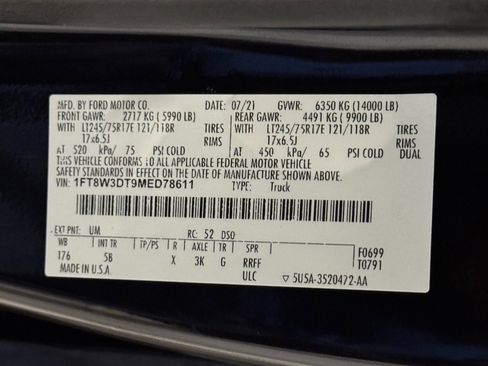 MFD. BY FORD MOTOR CO. DATE: 07/21 GVWR: 6350 KG (14000 LB)
FRONT GAWR: 2717 KG (5990 LB) REAR GAWR: 4491 KG (9900 LB)
WITH LT245/75R17E 121/118R TIRES WITH LT245/75R17E 121/118R TIRES
17x6.5J RIMS 17x6.5J RIMS
AT 520 kPa/ 75 PSI COLD AT 450 kPa/ 65 PSI COLD DUAL
THIS VEHICLE CONFORMS TO ALL APPLICABLE FEDERAL MOTOR VEHICLE
SAFETY STANDARDS IN EFFECT ON THE DATE OF MANUFACTURE SHOWN ABOVE.
VIN: 1FT8W3DT9MED78611 TYPE: Truck
EXT PNT: UM RC: 52 DSO:
WB INT TR TP/PS R AXLE TR SPR F0699
176 5B X 3K G RRFF T0791
MADE IN U.S.A. ULC ▽ 5U5A-3520472-AA